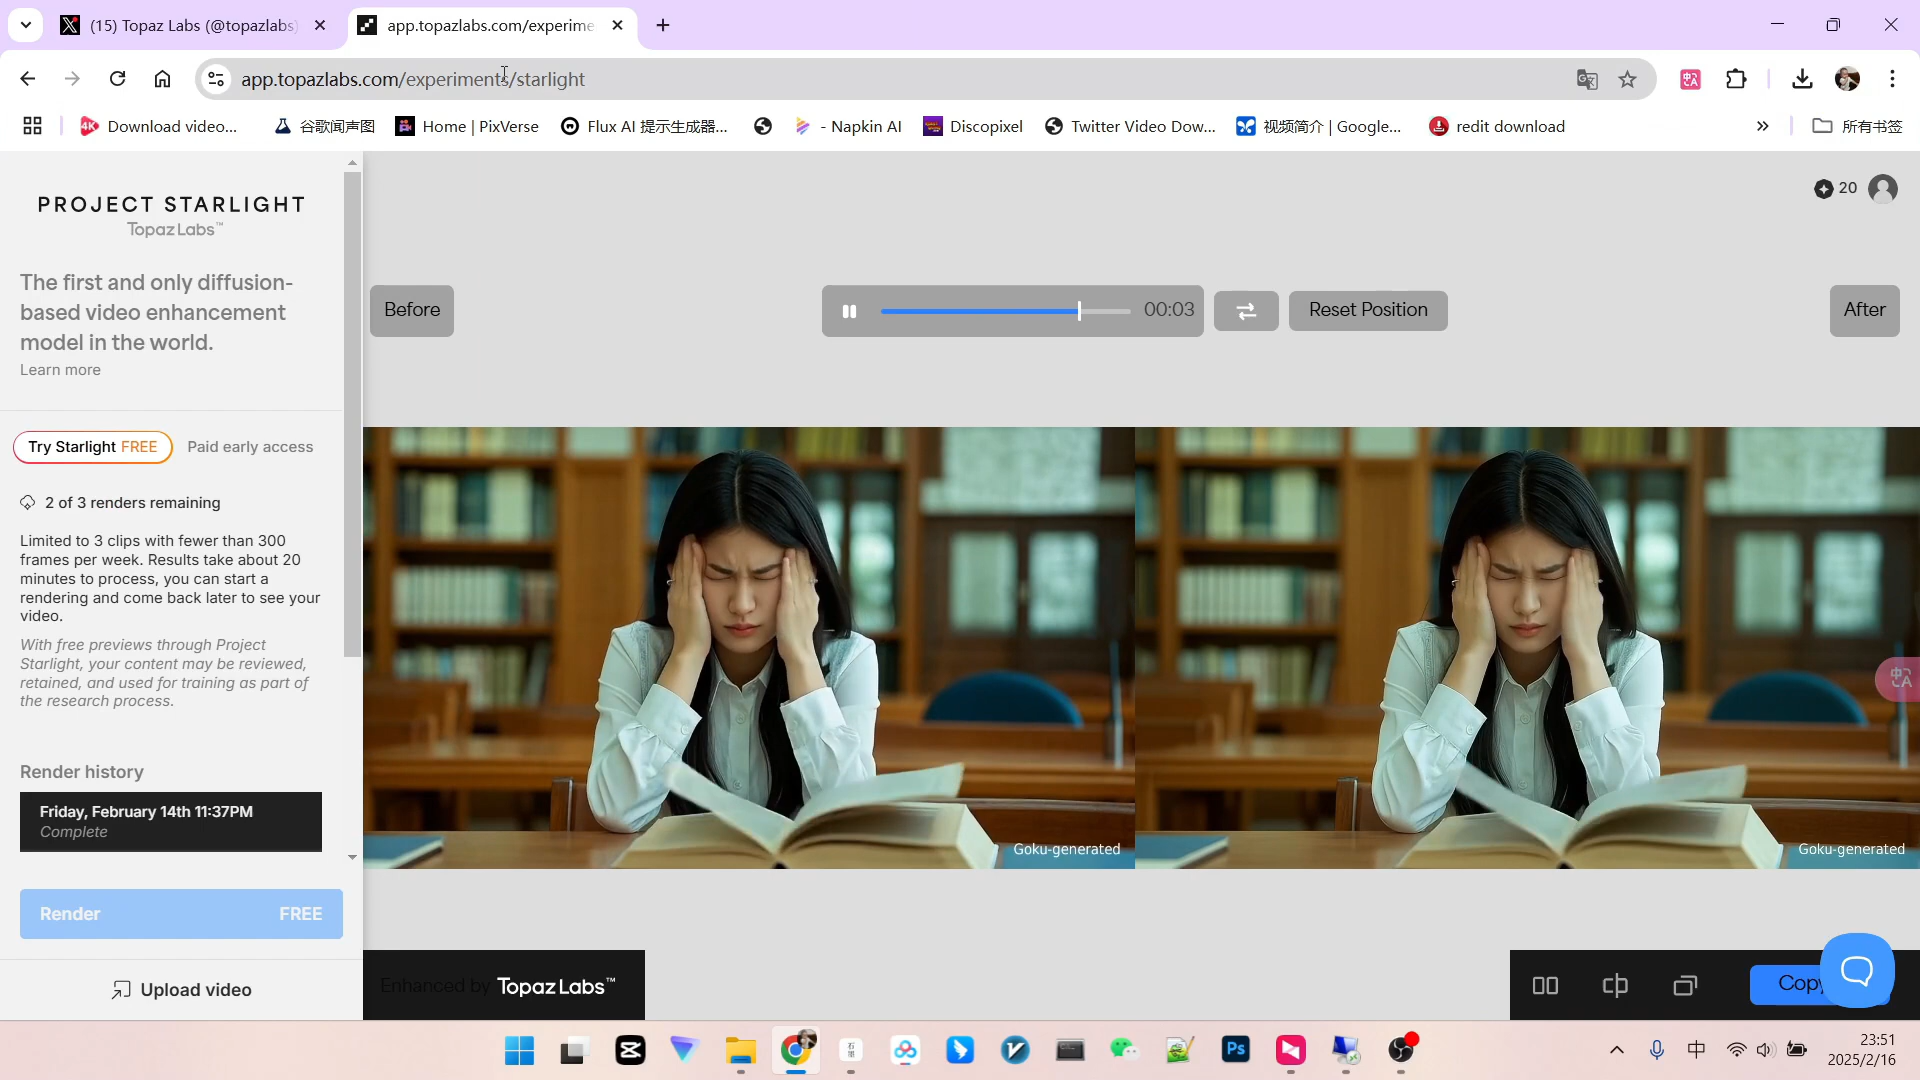 (15) Topaz Labs (@topazlabs)
app.topazlabs.com/experime
app.topazlabs.com/experiments/starlight
Download video...
谷歌闻声图
Home | PixVerse
Flux AI 提示生成器...
- Napkin AI
Discopixel
Twitter Video Dow...
视频简介 | Google...
redit download
所有书签
PROJECT STARLIGHT
Topaz Labs™
The first and only diffusion-
based video enhancement
model in the world.
Learn more
Try Starlight FREE
Paid early access
2 of 3 renders remaining
Limited to 3 clips with fewer than 300
frames per week. Results take about 20
minutes to process, you can start a
rendering and come back later to see your
video.
With free previews through Project
Starlight, your content may be reviewed,
retained, and used for training as part of
the research process.
Render history
Friday, February 14th 11:37PM
Complete
Render FREE
Upload video
20
Before
00:03
Reset Position
After
Goku-generated
Goku-generated
Enhanced by Topaz Labs™
Copy
中
23:51
2025/2/16